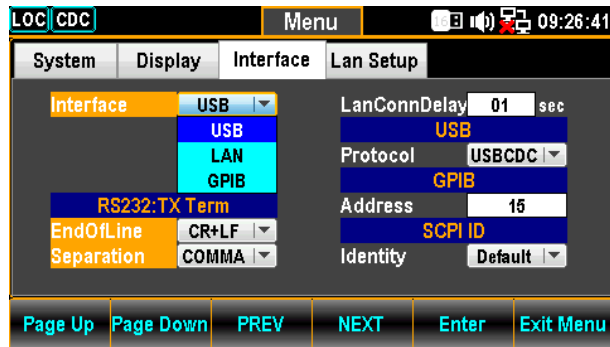 LOC CDC Menu 16 09:26:41
System Display Interface Lan Setup
Interface USB
USB
LAN
GPIB
RS232:TX Term
EndOfLine CR+LF
Separation COMMA
LanConnDelay 01 sec
USB
Protocol USBCDC
GPIB
Address 15
SCPI ID
Identity Default
Page Up Page Down PREV NEXT Enter Exit Menu